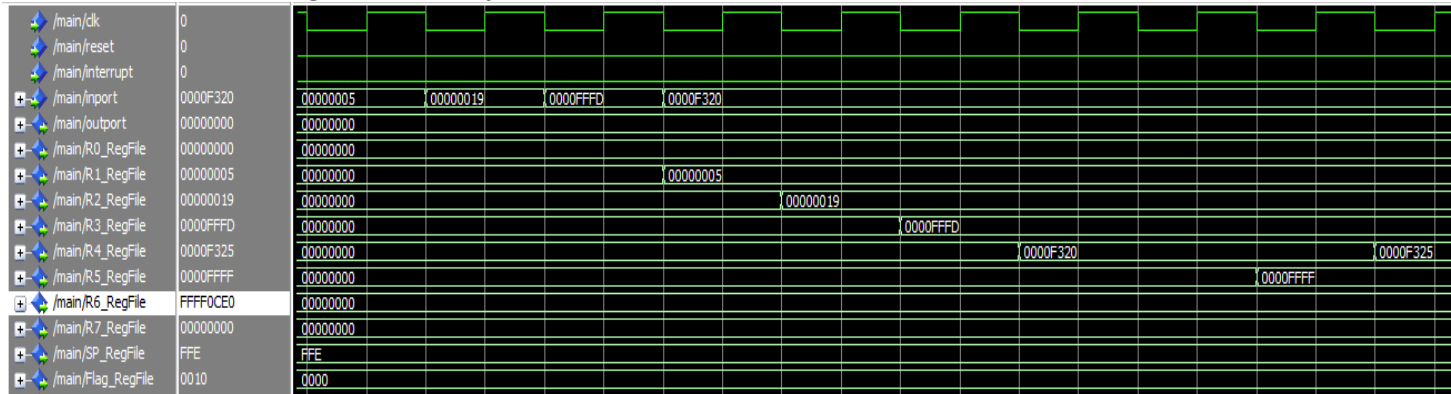 /main/clk 0
/main/reset 0
/main/interrupt 0
/main/inport 0000F320 00000005 00000019 0000FFFD 0000F320
/main/outport 00000000 00000000
/main/R0_RegFile 00000000 00000000
/main/R1_RegFile 00000005 00000000 00000005
/main/R2_RegFile 00000019 00000000 00000019
/main/R3_RegFile 0000FFFD 00000000 0000FFFD
/main/R4_RegFile 0000F325 00000000 0000F320 0000F325
/main/R5_RegFile 0000FFFF 00000000 0000FFFF
/main/R6_RegFile FFFF0CE0 00000000
/main/R7_RegFile 00000000 00000000
/main/SP_RegFile FFE FFE
/main/Flag_RegFile 0010 0000